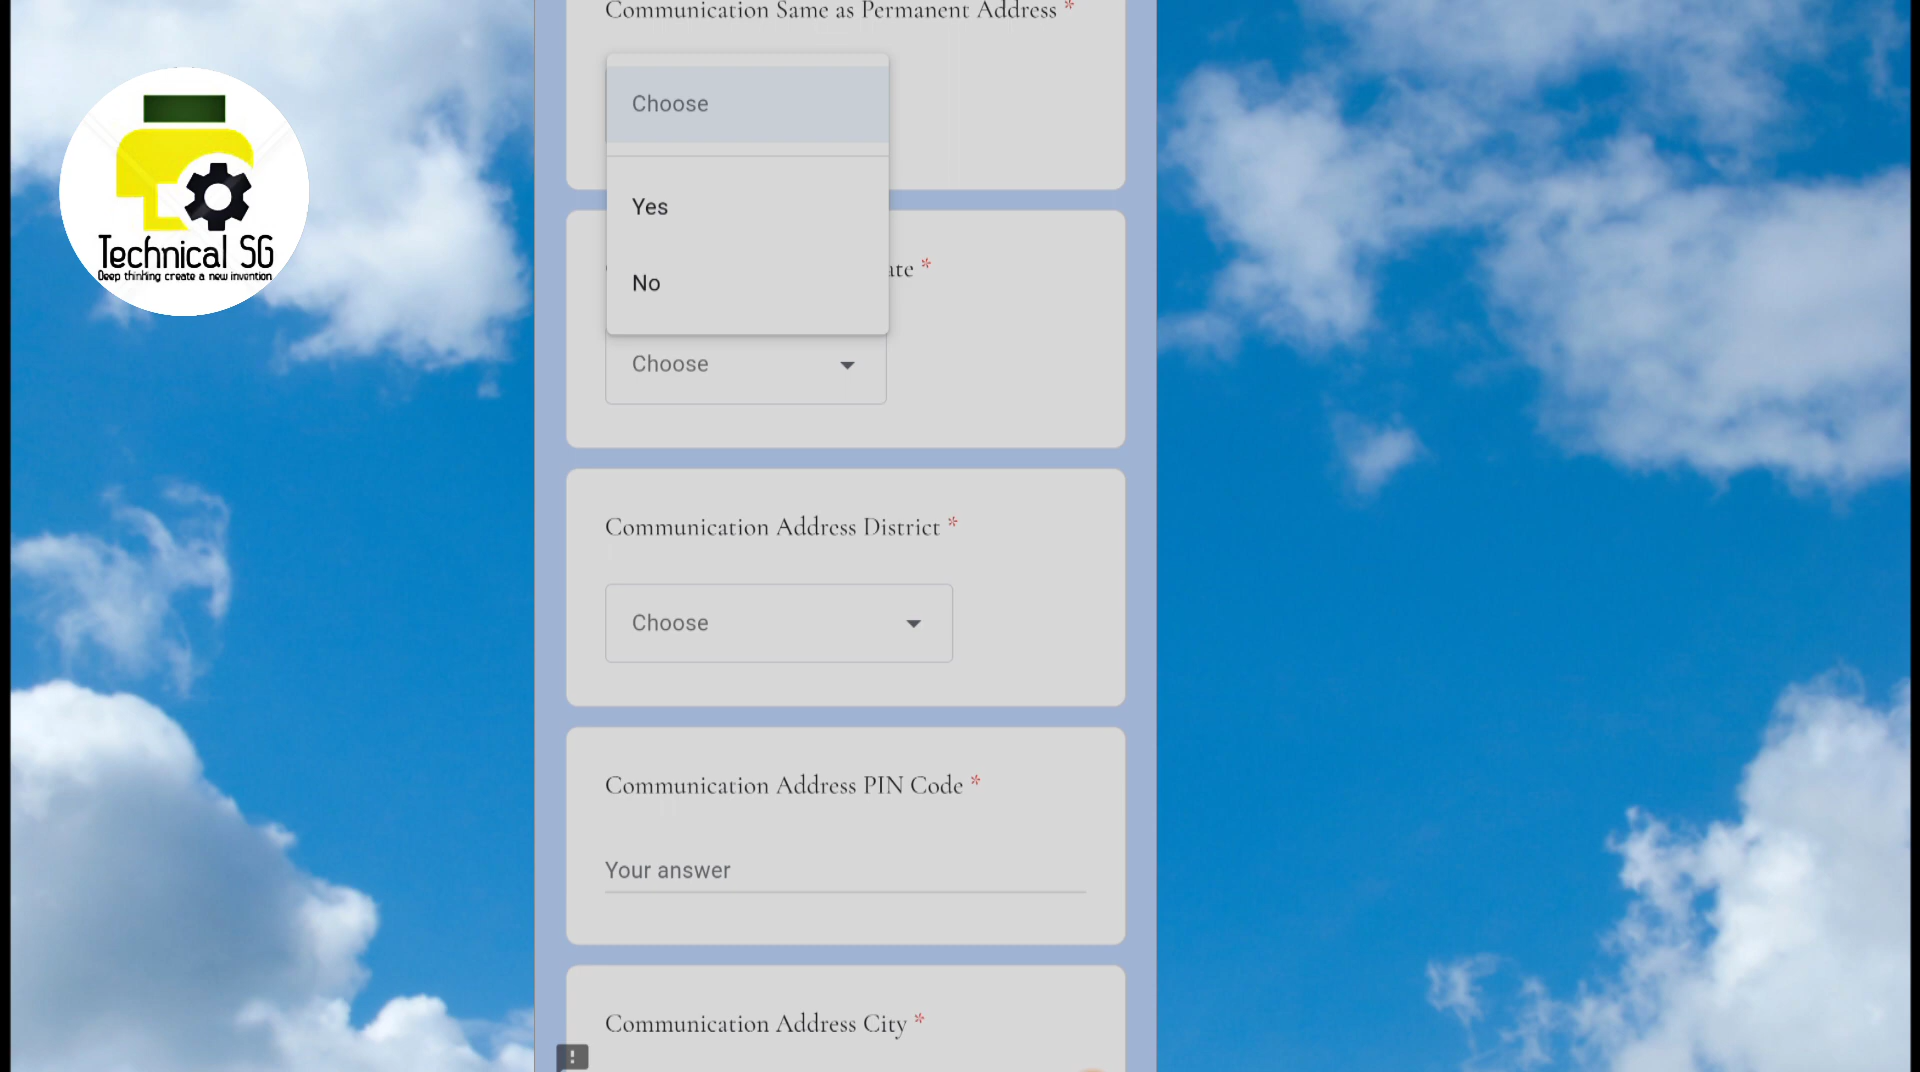 Communication Same as Permanent Address *
Choose
Yes
No
*
Choose
Communication Address District *
Choose
Communication Address PIN Code *
Your answer
Communication Address City *
Technical SG
Deep thinking create a new invention